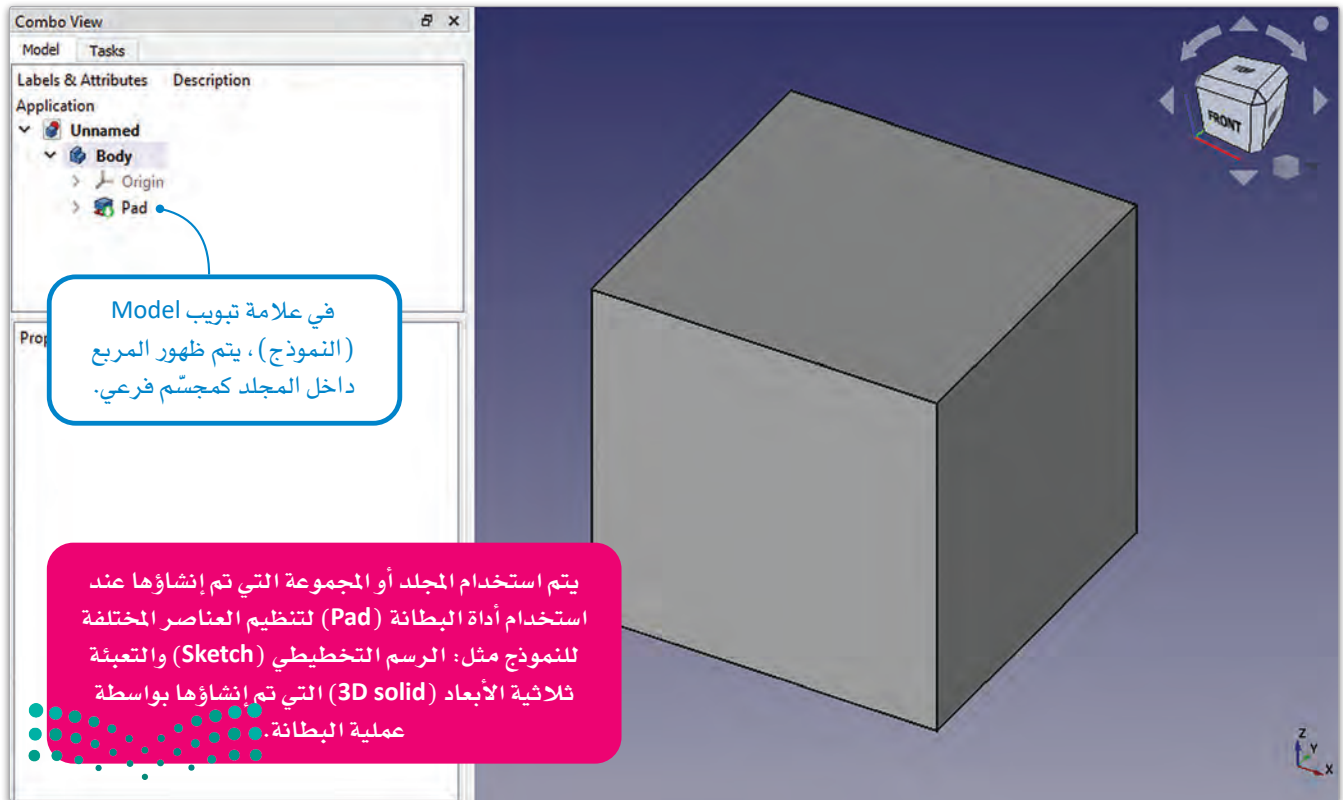 Combo View
Model Tasks
Labels & Attributes Description
Application
Unnamed
Body
Origin
Pad
في علامة تبويب Model
(النموذج)، يتم ظهور المربع
داخل المجلد كمجسّم فرعي.
Prop
يتم استخدام المجلد أو المجموعة التي تم إنشاؤها عند
استخدام أداة البطانة (Pad) لتنظيم العناصر المختلفة
للنموذج مثل: الرسم التخطيطي (Sketch) والتعبئة
ثلاثية الأبعاد (3D solid) التي تم إنشاؤها بواسطة
عملية البطانة.
TOP
FRONT
Z
Y
X